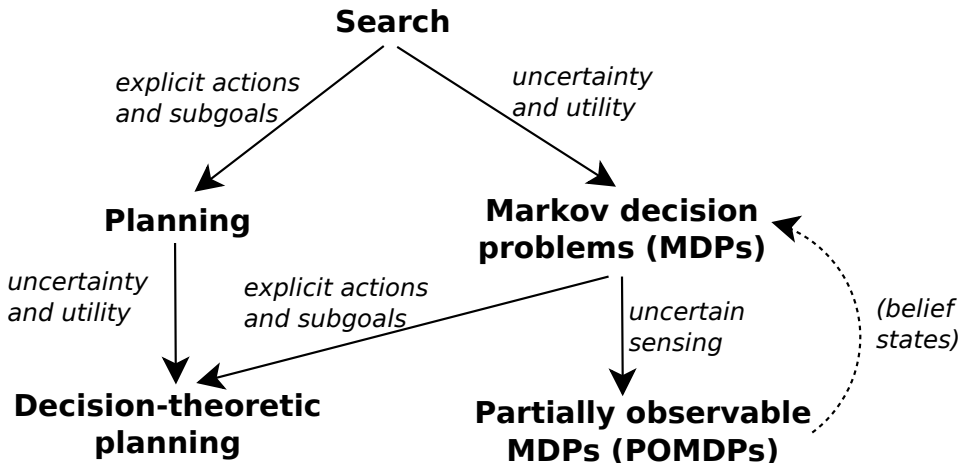 Search
explicit actions
and subgoals
uncertainty
and utility
Planning
Markov decision
problems (MDPs)
uncertainty
and utility
explicit actions
and subgoals
uncertain
sensing
(belief
states)
Decision-theoretic
planning
Partially observable
MDPs (POMDPs)